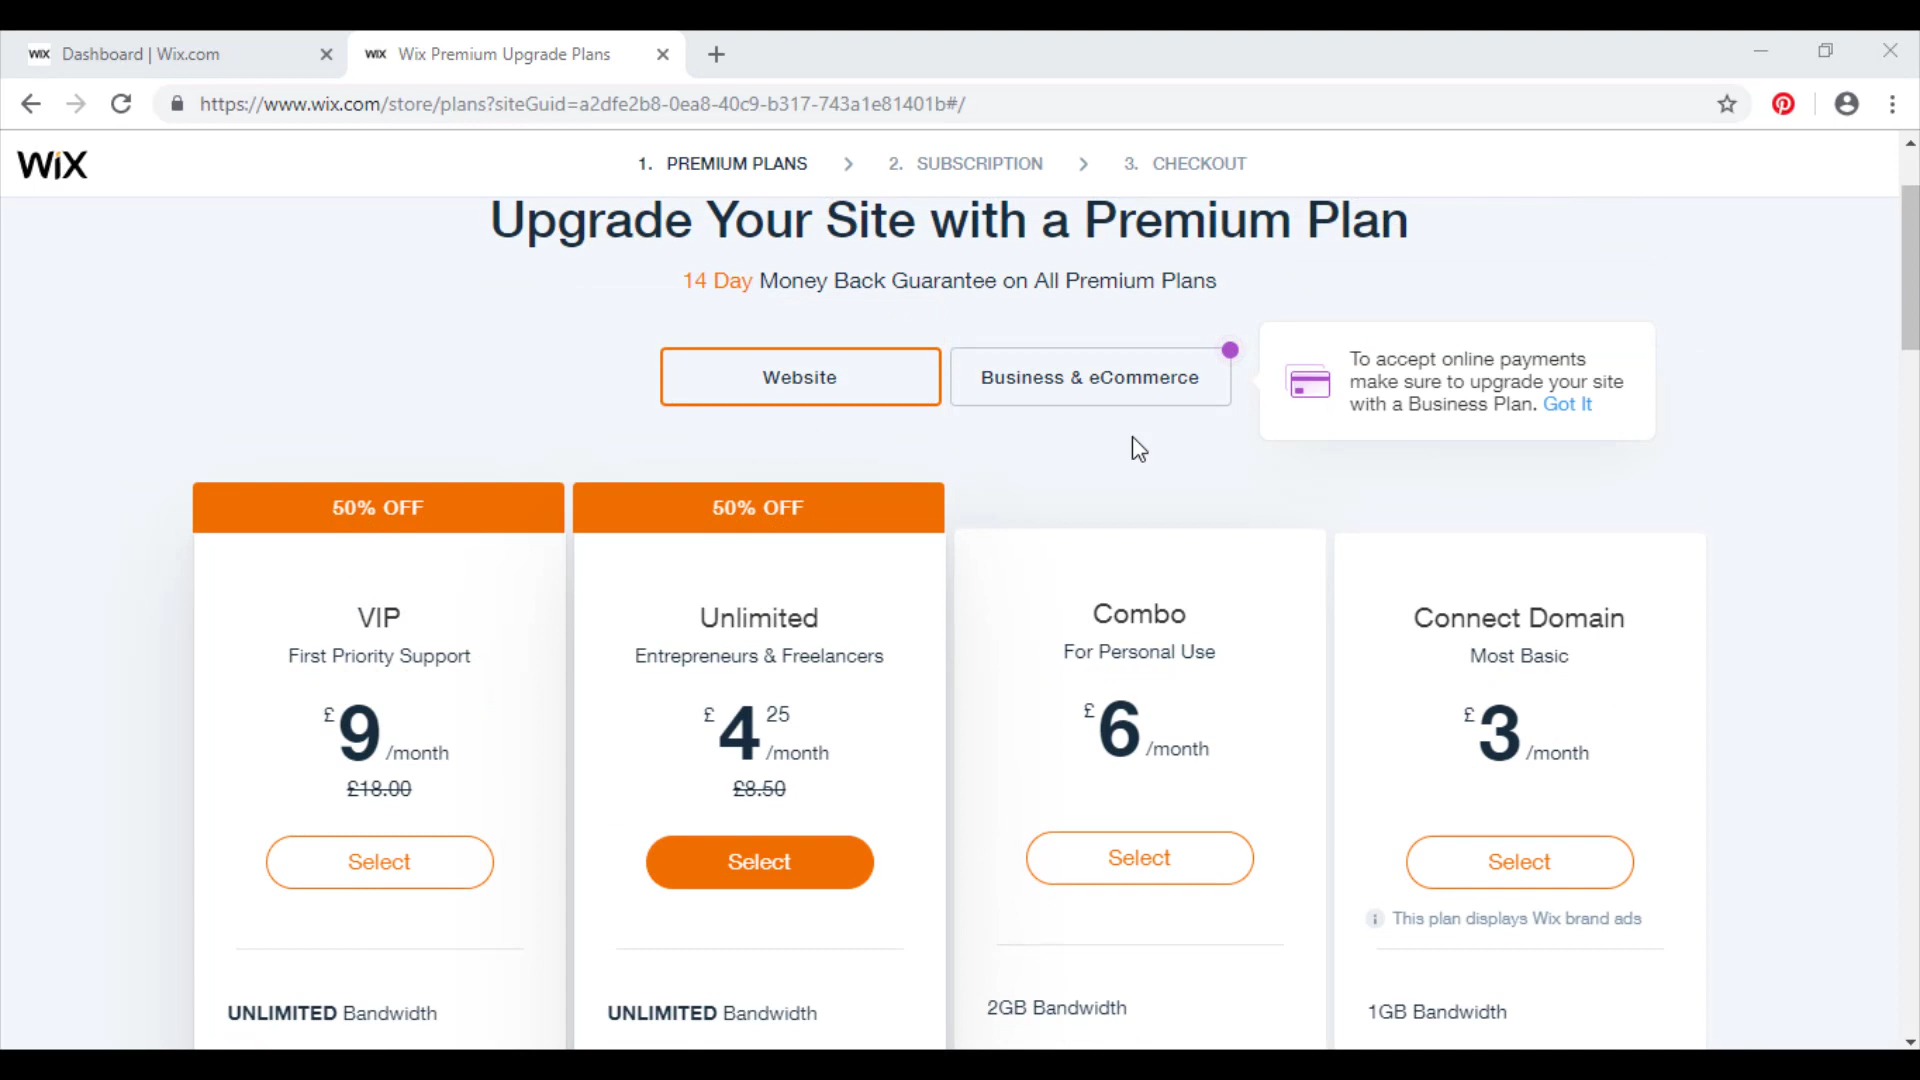 WiX Dashboard | Wix.com
WiX Wix Premium Upgrade Plans
https://www.wix.com/store/plans?siteGuid=a2dfe2b8-0ea8-40c9-b317-743a1e81401b#/
WiX
1. PREMIUM PLANS
2. SUBSCRIPTION
3. CHECKOUT
Upgrade Your Site with a Premium Plan
14 Day Money Back Guarantee on All Premium Plans
Website
Business & eCommerce
To accept online payments
make sure to upgrade your site
with a Business Plan. Got It
50% OFF
VIP
First Priority Support
£9 /month
£18.00
Select
UNLIMITED Bandwidth
50% OFF
Unlimited
Entrepreneurs & Freelancers
£4 25 /month
£8.50
Select
UNLIMITED Bandwidth
Combo
For Personal Use
£6 /month
Select
2GB Bandwidth
Connect Domain
Most Basic
£3 /month
Select
i This plan displays Wix brand ads
1GB Bandwidth